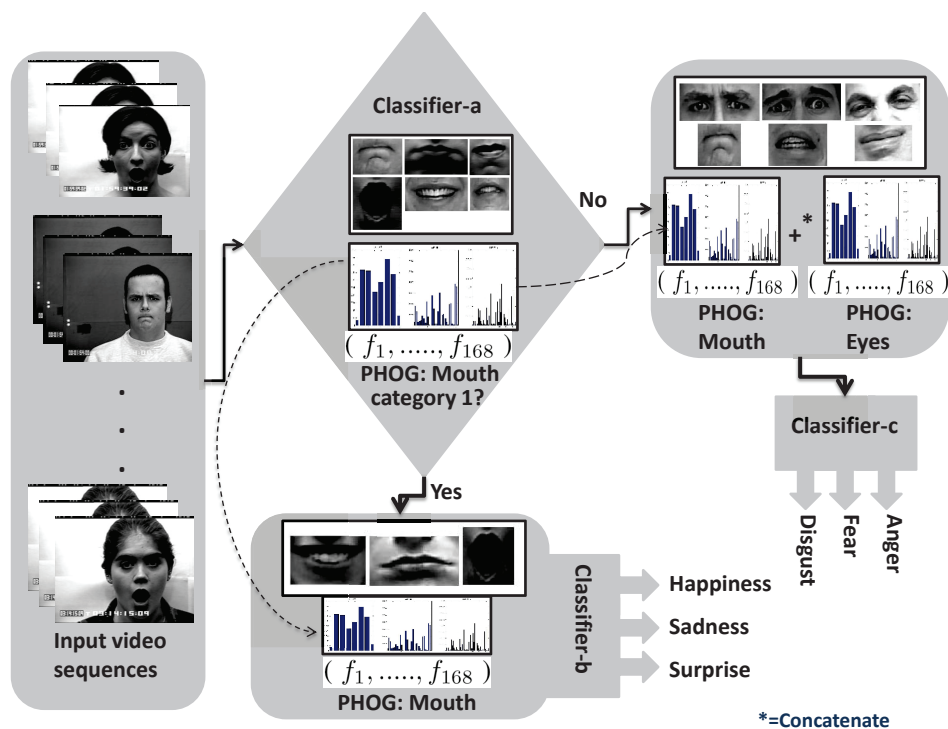 Classifier-a
No
+*
( f₁, ....., f₁₆₈ )
( f₁, ....., f₁₆₈ )
PHOG:
Mouth
PHOG:
Eyes
( f₁, ....., f₁₆₈ )
PHOG: Mouth
category 1?
Classifier-c
Disgust
Fear
Anger
Yes
.
.
.
Input video
sequences
( f₁, ....., f₁₆₈ )
PHOG: Mouth
Classifier-b
Happiness
Sadness
Surprise
*=Concatenate